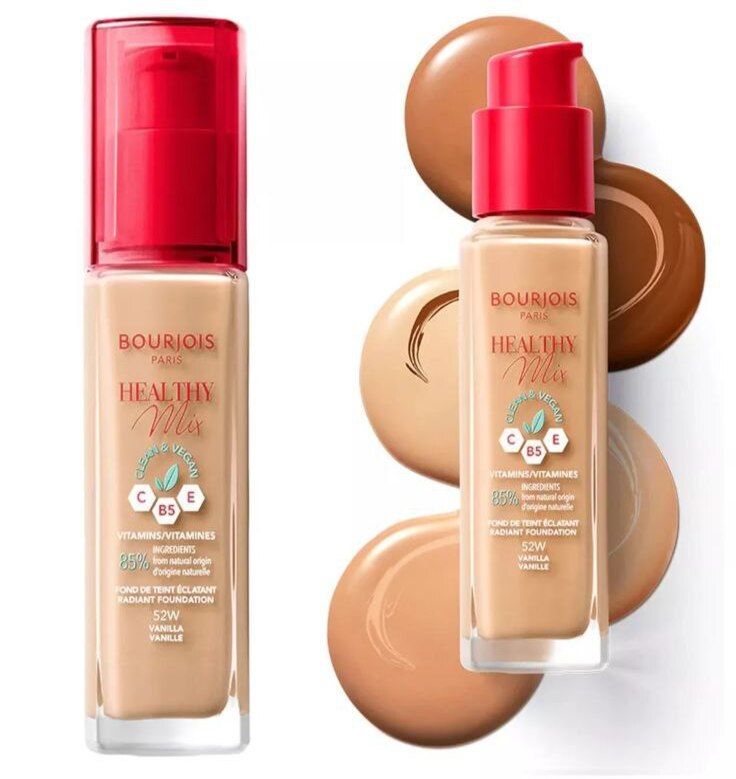 BOURJOIS
PARIS
HEALTHY
Mix
CLEAN & VEGAN
C
B5
E
VITAMINS/VITAMINES
85%
INGREDIENTS
from natural origin
d'origine naturelle
FOND DE TEINT ÉCLATANT
RADIANT FOUNDATION
52W
VANILLA
VANILLE
BOURJOIS
PARIS
HEALTHY
Mix
CLEAN & VEGAN
C
B5
E
VITAMINS/VITAMINES
85%
INGREDIENTS
from natural origin
d'origine naturelle
FOND DE TEINT ÉCLATANT
RADIANT FOUNDATION
52W
VANILLA
VANILLE